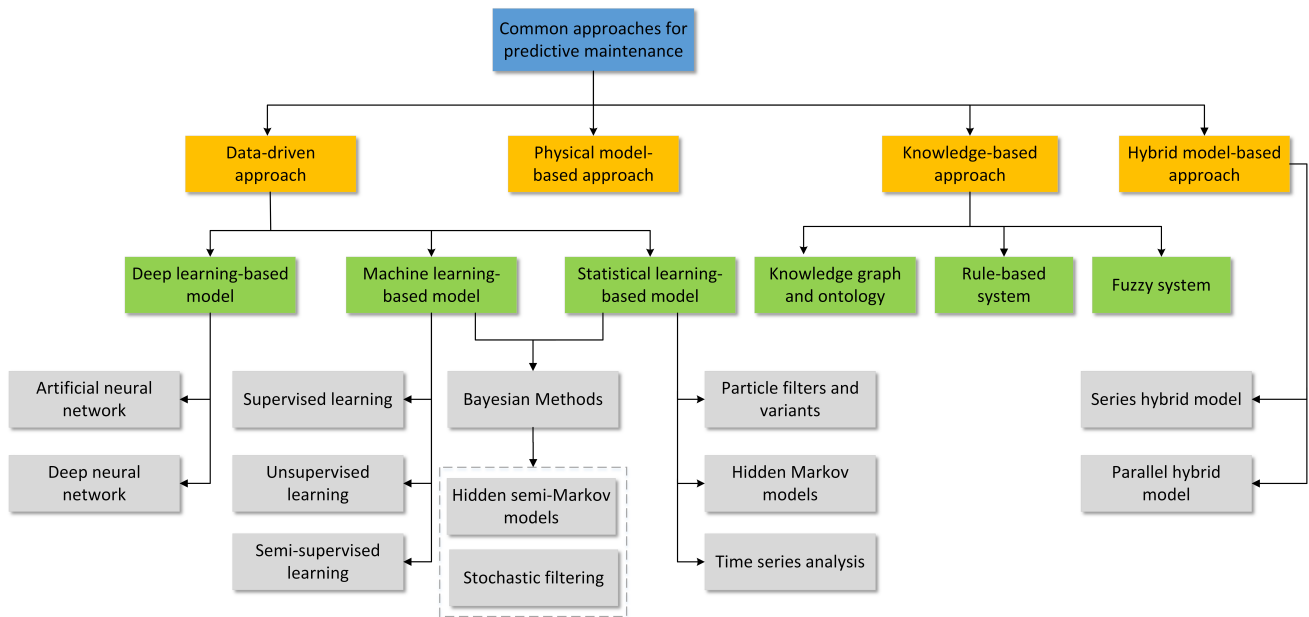 Common approaches for
predictive maintenance
Data-driven
approach
Physical model-
based approach
Knowledge-based
approach
Hybrid model-based
approach
Deep learning-based
model
Machine learning-
based model
Statistical learning-
based model
Knowledge graph
and ontology
Rule-based
system
Fuzzy system
Artificial neural
network
Supervised learning
Bayesian Methods
Particle filters and
variants
Series hybrid model
Deep neural
network
Unsupervised
learning
Hidden semi-Markov
models
Hidden Markov
models
Parallel hybrid
model
Semi-supervised
learning
Stochastic filtering
Time series analysis